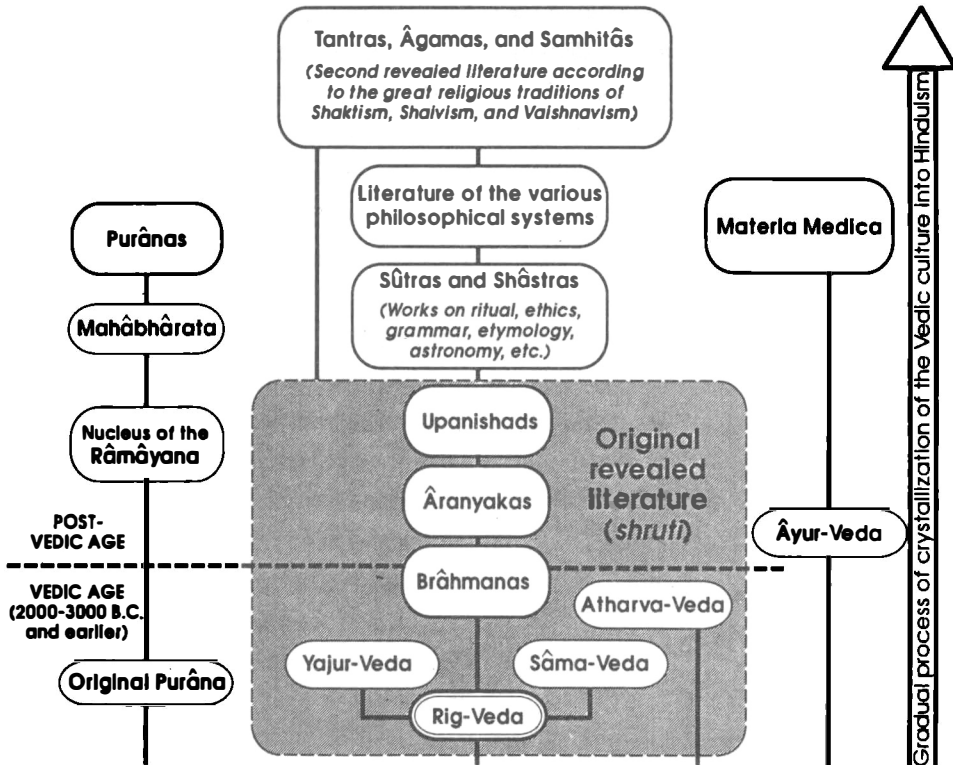 Tantras, Âgamas, and Samhitâs
(Second revealed literature according
to the great religious traditions of
Shaktism, Shaivism, and Vaishnavism)
Literature of the various
philosophical systems
Sûtras and Shâstras
(Works on ritual, ethics,
grammar, etymology,
astronomy, etc.)
Purânas
Mahâbhârata
Nucleus of the
Râmâyana
POST-
VEDIC AGE
VEDIC AGE
(2000-3000 B.C.
and earlier)
Original Purâna
Upanishads
Âranyakas
Brâhmanas
Original
revealed
literature
(shruti)
Atharva-Veda
Yajur-Veda
Sâma-Veda
Rig-Veda
Materia Medica
Âyur-Veda
Gradual process of crystallization of the Vedic culture into Hinduism